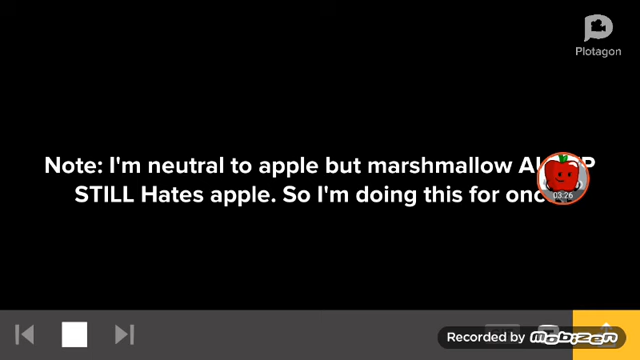 Plotagon
Note: I'm neutral to apple but marshmallow
STILL Hates apple. So I'm doing this for
03:26
Recorded by MOBIZEN